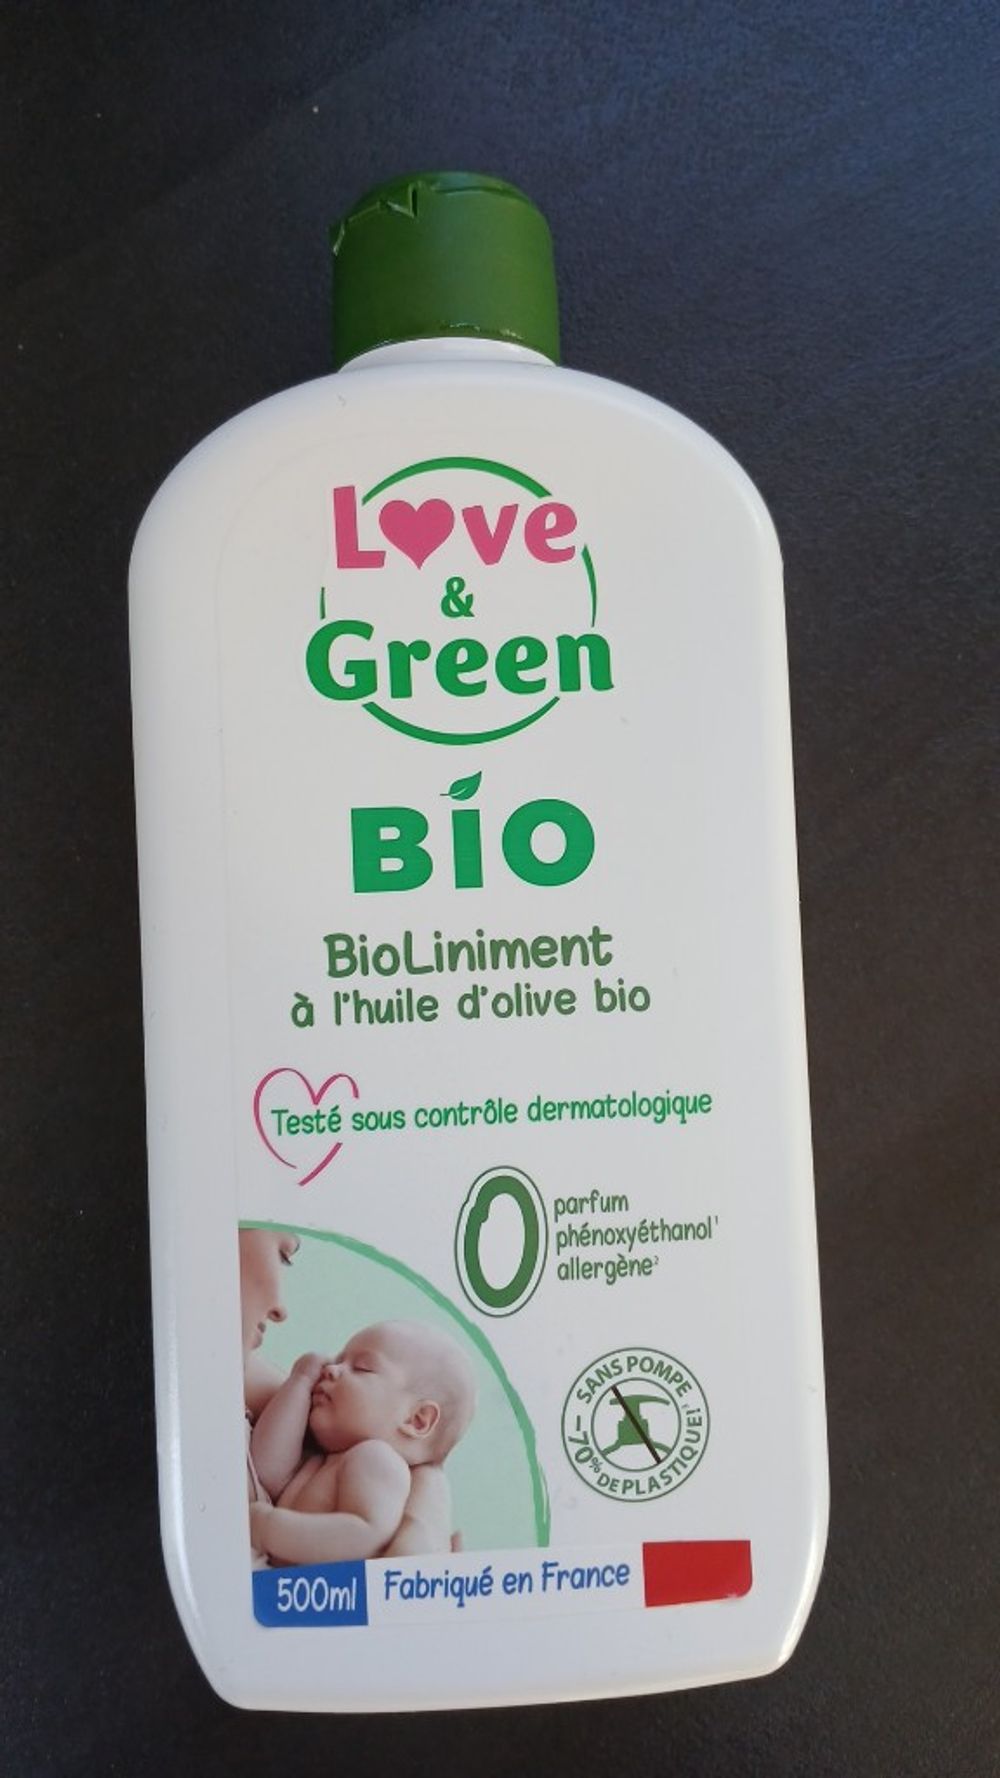 Love
&
Green
BIO
BioLiniment
à l'huile d'olive bio
Testé sous contrôle dermatologique
0
parfum
phénoxyéthanol¹
allergène²
SANS POMPE,
-70% DE PLASTIQUE!
500ml Fabriqué en France